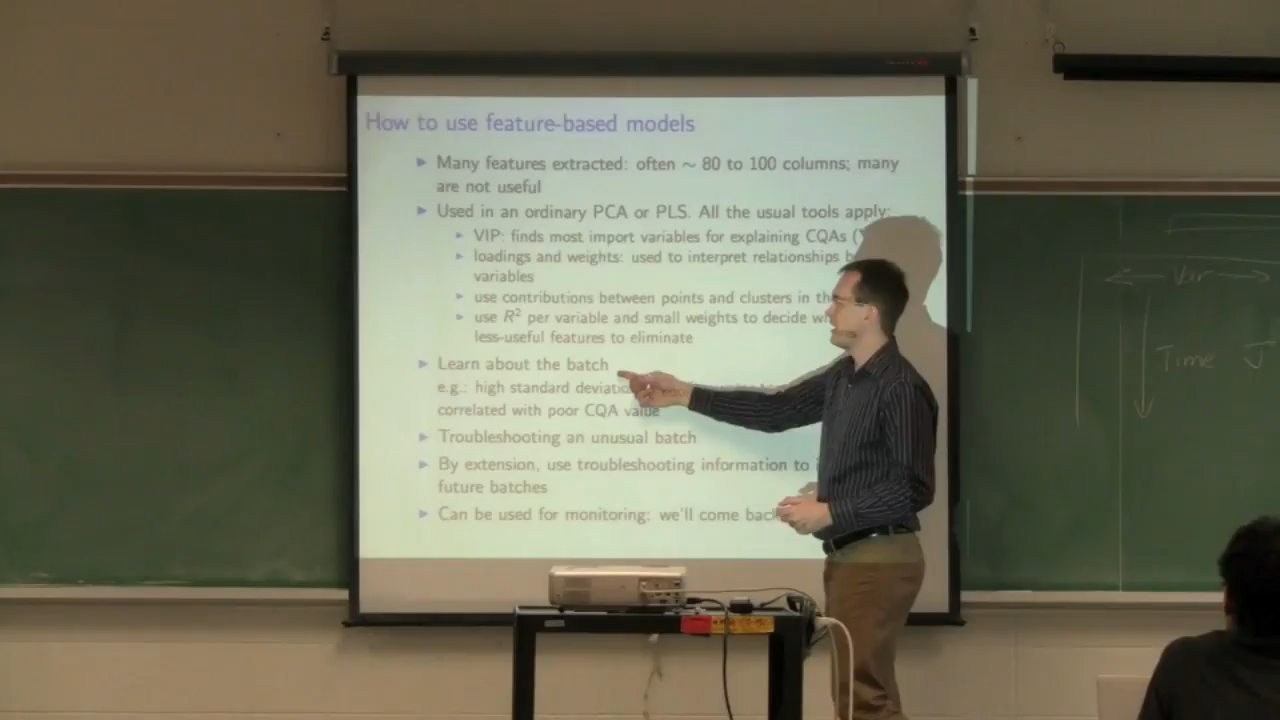 How to use feature-based models
▶ Many features extracted: often ∼ 80 to 100 columns; many
are not useful
▶ Used in an ordinary PCA or PLS. All the usual tools apply:
▶ VIP: finds most import variables for explaining CQAs (
▶ loadings and weights: used to interpret relationships
variables
▶ use contributions between points and clusters in
▶ use R² per variable and small weights to decide
less-useful features to eliminate
▶ Learn about the batch
e.g.: high standard
correlated with poor CQA value
▶ Troubleshooting an unusual batch
▶ By extension, use troubleshooting information to
future batches
▶ Can be used for monitoring: we'll come
Var
Time
J